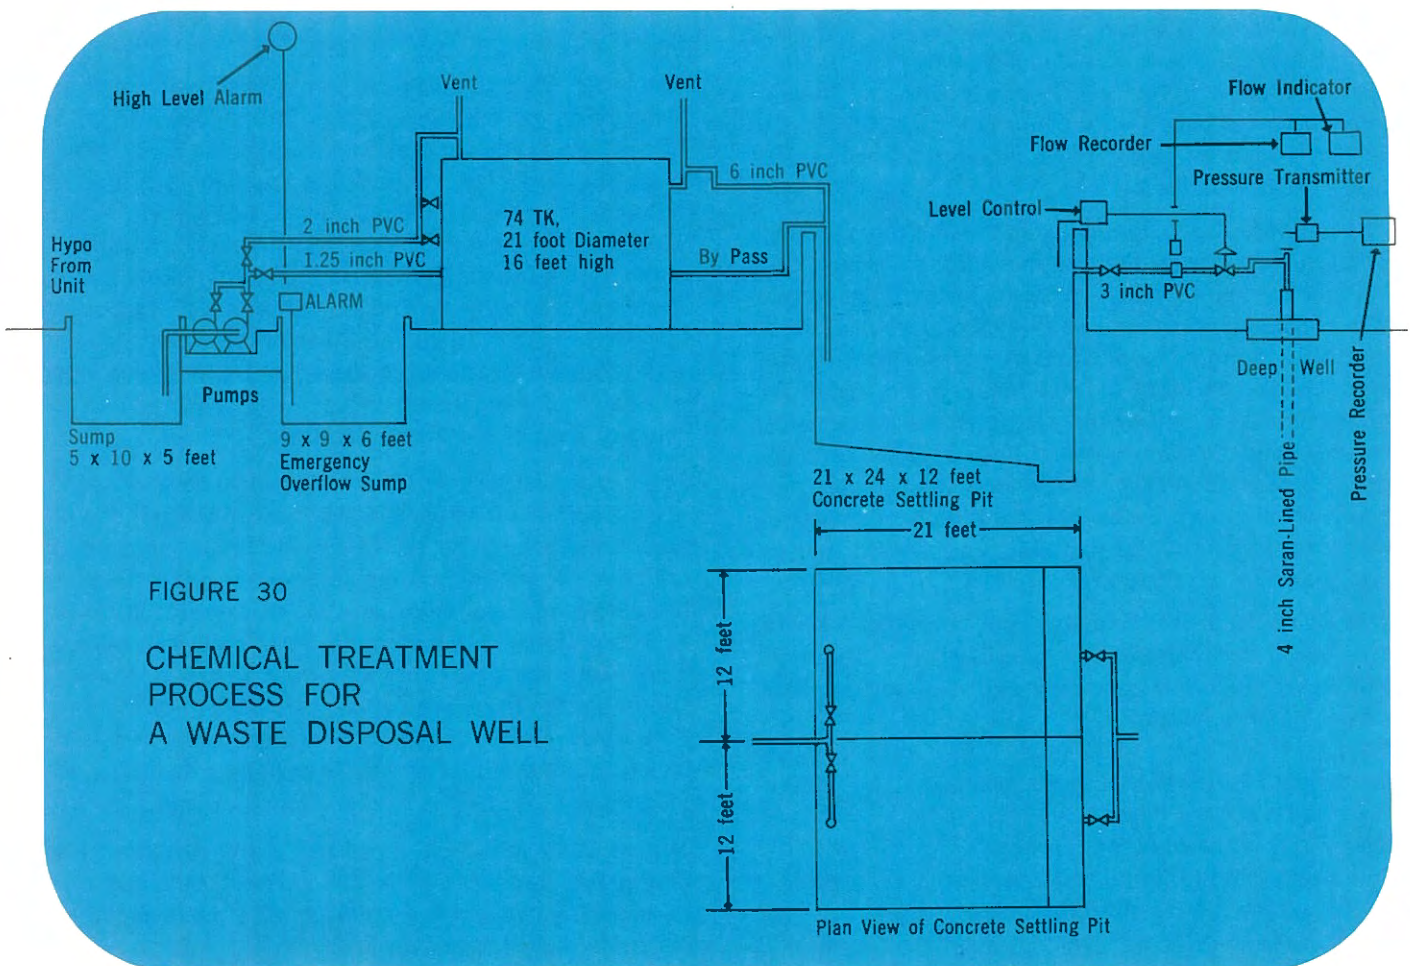 High Level Alarm
Vent
Vent
Flow Indicator
Flow Recorder
Pressure Transmitter
6 inch PVC
Level Control
74 TK,
21 foot Diameter
16 feet high
2 inch PVC
Hypo
From
Unit
1.25 inch PVC
By Pass
ALARM
3 inch PVC
Pumps
Deep Well
Pressure Recorder
Sump
5 x 10 x 5 feet
9 x 9 x 6 feet
Emergency
Overflow Sump
21 x 24 x 12 feet
Concrete Settling Pit
4 inch Saran-Lined Pipe
21 feet
12 feet
12 feet
FIGURE 30
CHEMICAL TREATMENT
PROCESS FOR
A WASTE DISPOSAL WELL
Plan View of Concrete Settling Pit